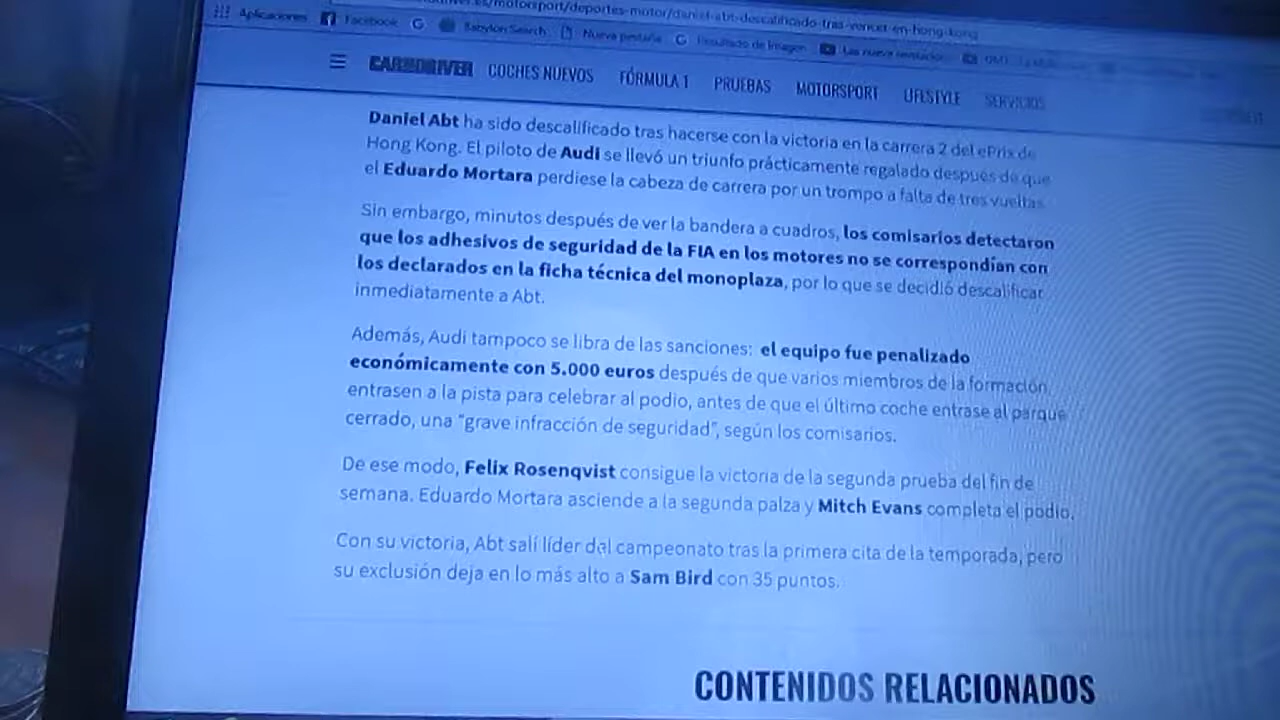 /motorsport/deportes-motor/daniel-abt-descalificado-tras-vencer-en-hong-kong
Aplicaciones Facebook Babylon Search Nueva pestaña Resultado de imagen
CARANDDRIVER COCHES NUEVOS FÓRMULA 1 PRUEBAS MOTORSPORT LIFESTYLE SERVICIOS
Daniel Abt ha sido descalificado tras hacerse con la victoria en la carrera 2 del ePrix de
Hong Kong. El piloto de Audi se llevó un triunfo prácticamente regalado después de que
el Eduardo Mortara perdiese la cabeza de carrera por un trompo a falta de tres vueltas.
Sin embargo, minutos después de ver la bandera a cuadros, los comisarios detectaron
que los adhesivos de seguridad de la FIA en los motores no se correspondían con
los declarados en la ficha técnica del monoplaza, por lo que se decidió descalificar
inmediatamente a Abt.
Además, Audi tampoco se libra de las sanciones: el equipo fue penalizado
económicamente con 5.000 euros después de que varios miembros de la formación
entrasen a la pista para celebrar al podio, antes de que el último coche entrase al parque
cerrado, una "grave infracción de seguridad", según los comisarios.
De ese modo, Felix Rosenqvist consigue la victoria de la segunda prueba del fin de
semana. Eduardo Mortara asciende a la segunda palza y Mitch Evans completa el podio.
Con su victoria, Abt salí líder del campeonato tras la primera cita de la temporada, pero
su exclusión deja en lo más alto a Sam Bird con 35 puntos.
CONTENIDOS RELACIONADOS